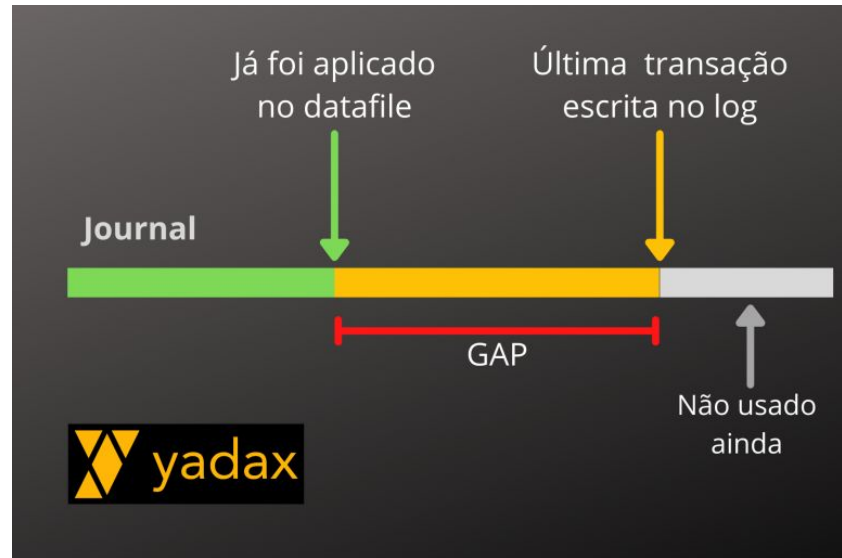 Já foi aplicado
no datafile
Última transação
escrita no log
Journal
GAP
Não usado
ainda
yadax